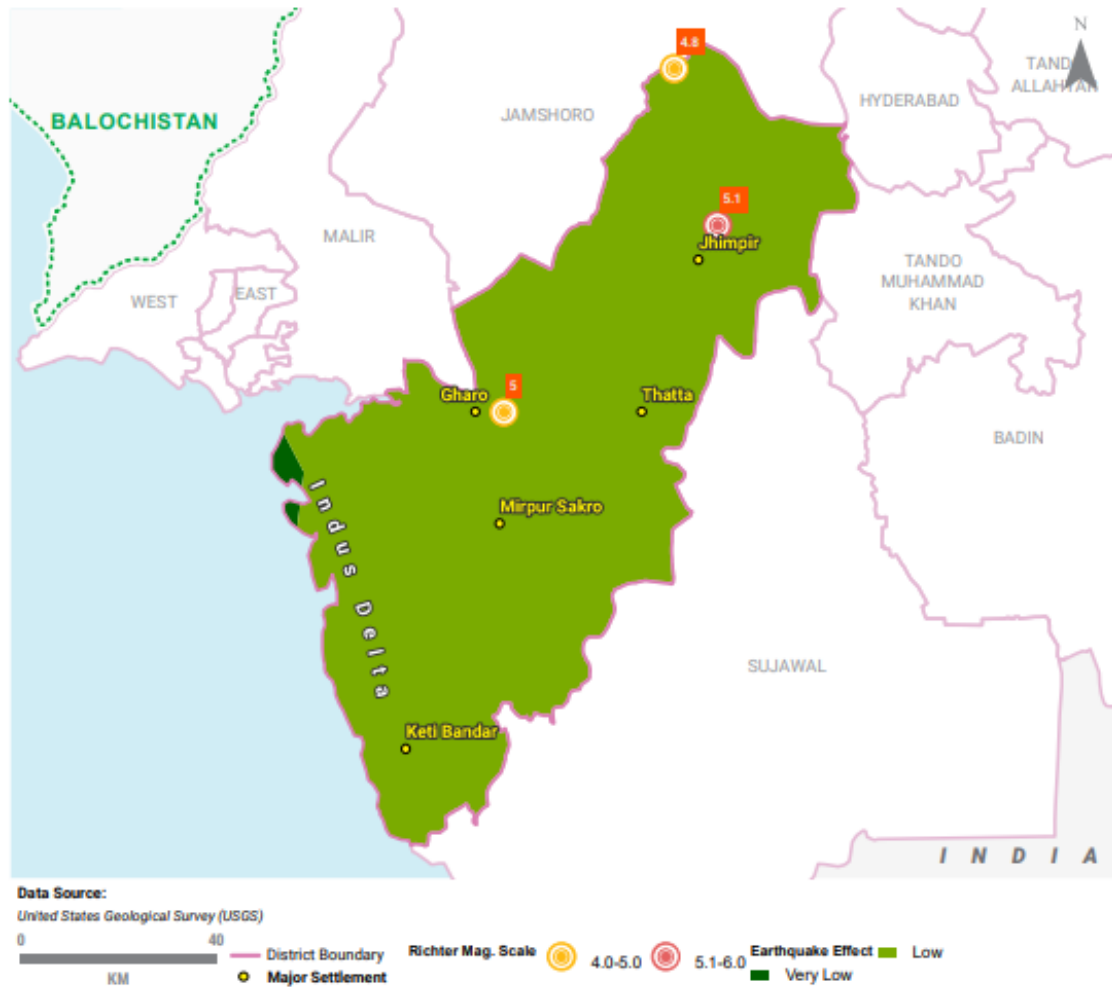 N
4.8
TAND
ALLAHYAR
HYDERABAD
JAMSHORO
BALOCHISTAN
5.1
MALIR
Jhimpir
TANDO
MUHAMMAD
KHAN
WEST
EAST
5
Gharo
Thatta
BADIN
Indus Delta
Mirpur Sakro
SUJAWAL
Keti Bandar
INDIA
Data Source:
United States Geological Survey (USGS)
0 40
KM
District Boundary
Major Settlement
Richter Mag. Scale 4.0-5.0 5.1-6.0
Earthquake Effect Low
Very Low